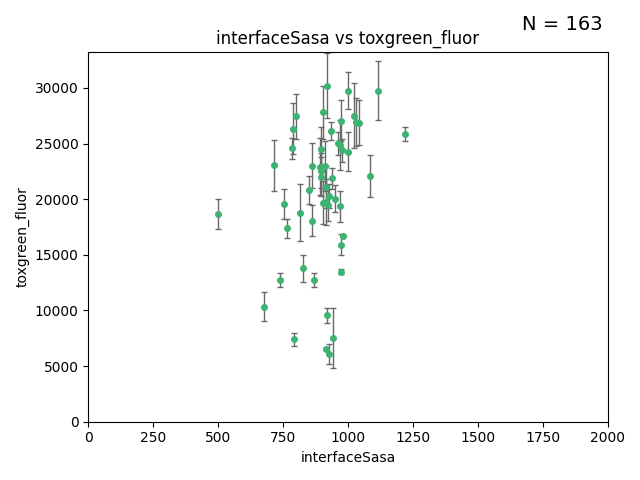 N = 163
interfaceSasa vs toxgreen_fluor
toxgreen_fluor
30000
25000
20000
15000
10000
5000
0
0 250 500 750 1000 1250 1500 1750 2000
interfaceSasa